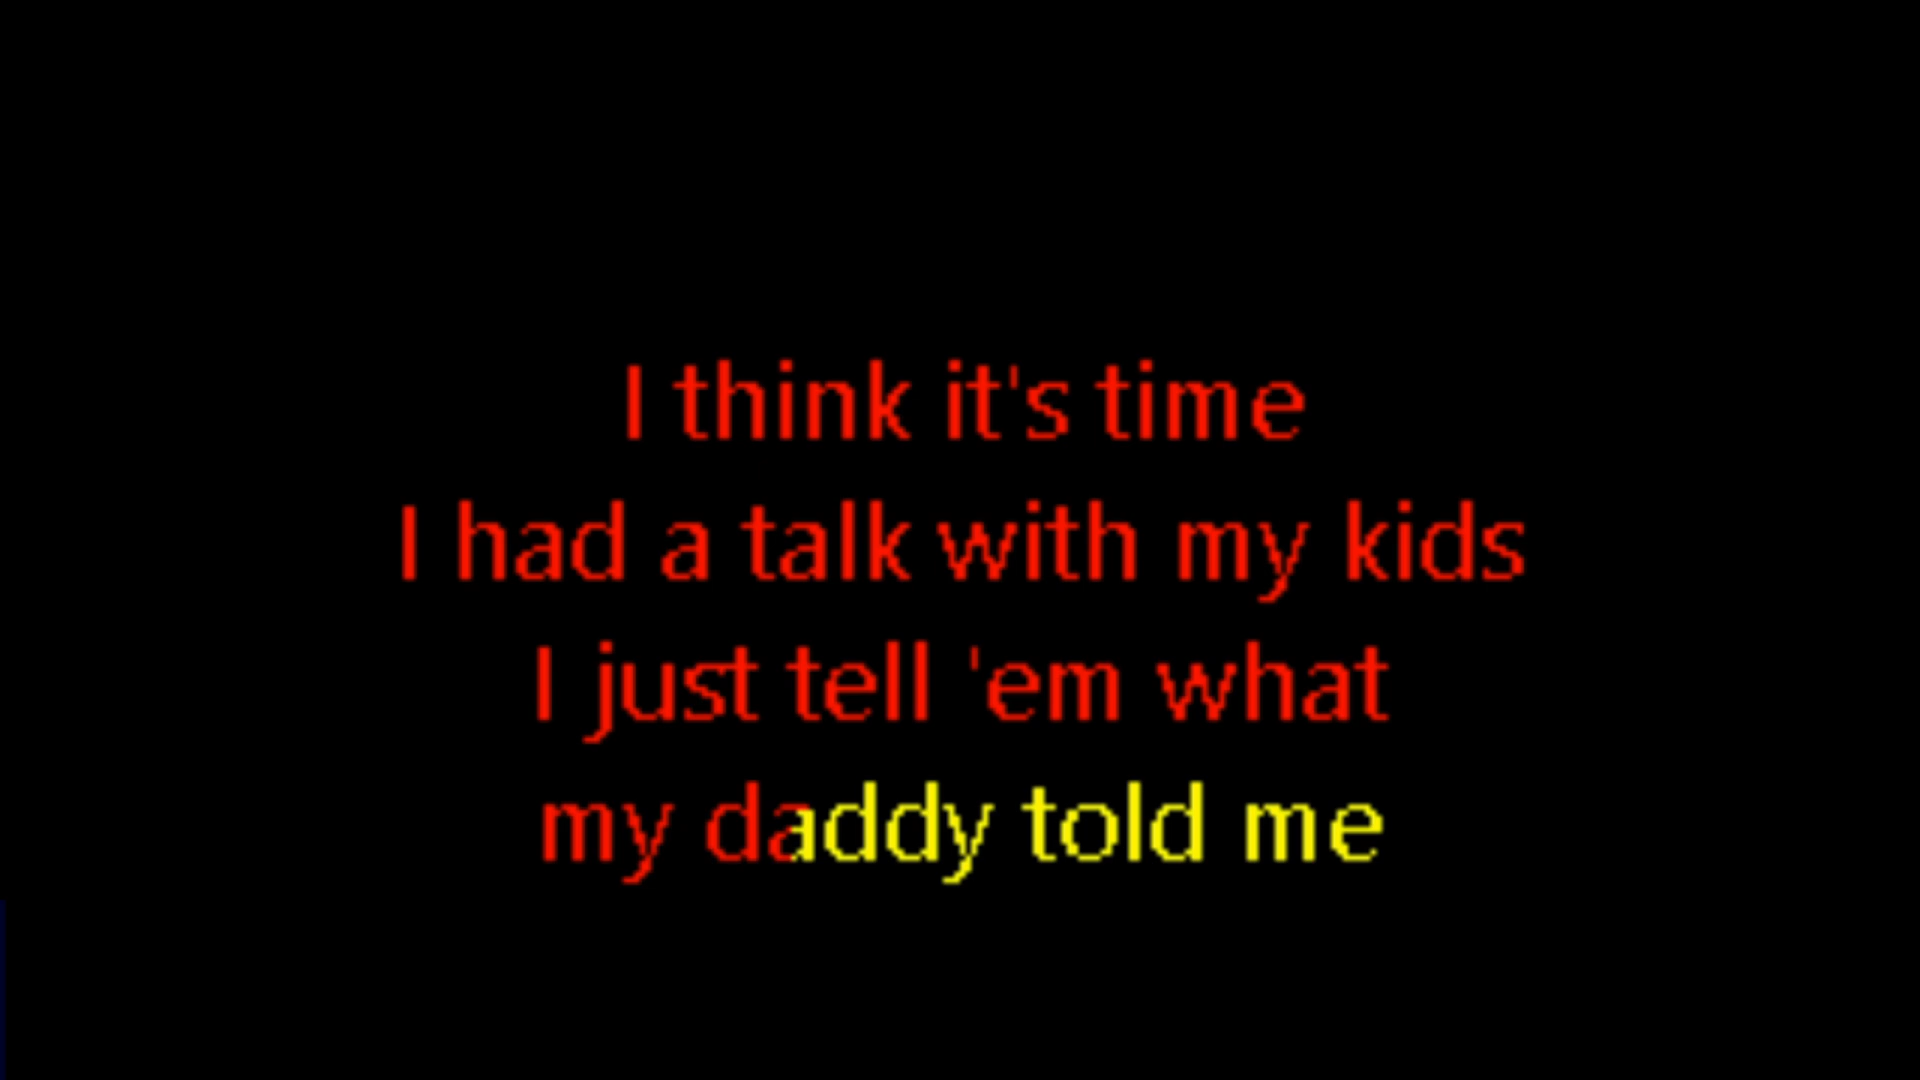 I think it's time
I had a talk with my kids
I just tell 'em what
my daddy told me